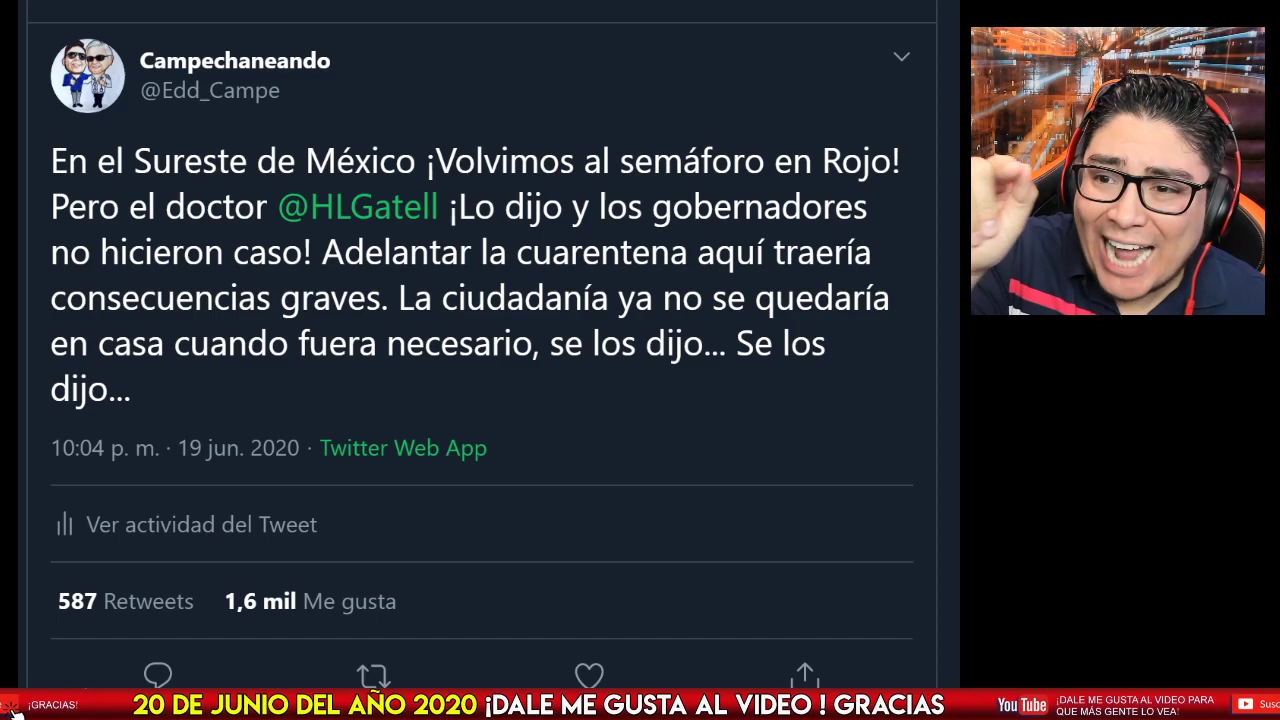 Campechaneando
@Edd_Campe
En el Sureste de México ¡Volvimos al semáforo en Rojo!
Pero el doctor @HLGatell ¡Lo dijo y los gobernadores
no hicieron caso! Adelantar la cuarentena aquí traería
consecuencias graves. La ciudadanía ya no se quedaría
en casa cuando fuera necesario, se los dijo... Se los
dijo...
10:04 p. m. · 19 jun. 2020 · Twitter Web App
Ver actividad del Tweet
587 Retweets 1,6 mil Me gusta
¡GRACIAS!
20 DE JUNIO DEL AÑO 2020 ¡DALE ME GUSTA AL VIDEO ! GRACIAS
YouTube
¡DALE ME GUSTA AL VIDEO PARA
QUE MÁS GENTE LO VEA!
Susc